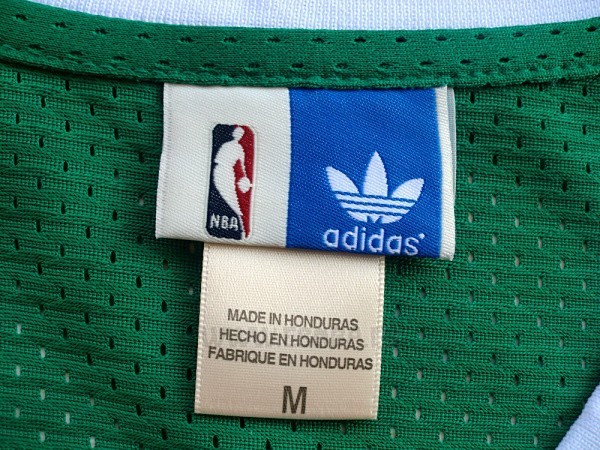 NBA
adidas
MADE IN HONDURAS
HECHO EN HONDURAS
FABRIQUE EN HONDURAS
M